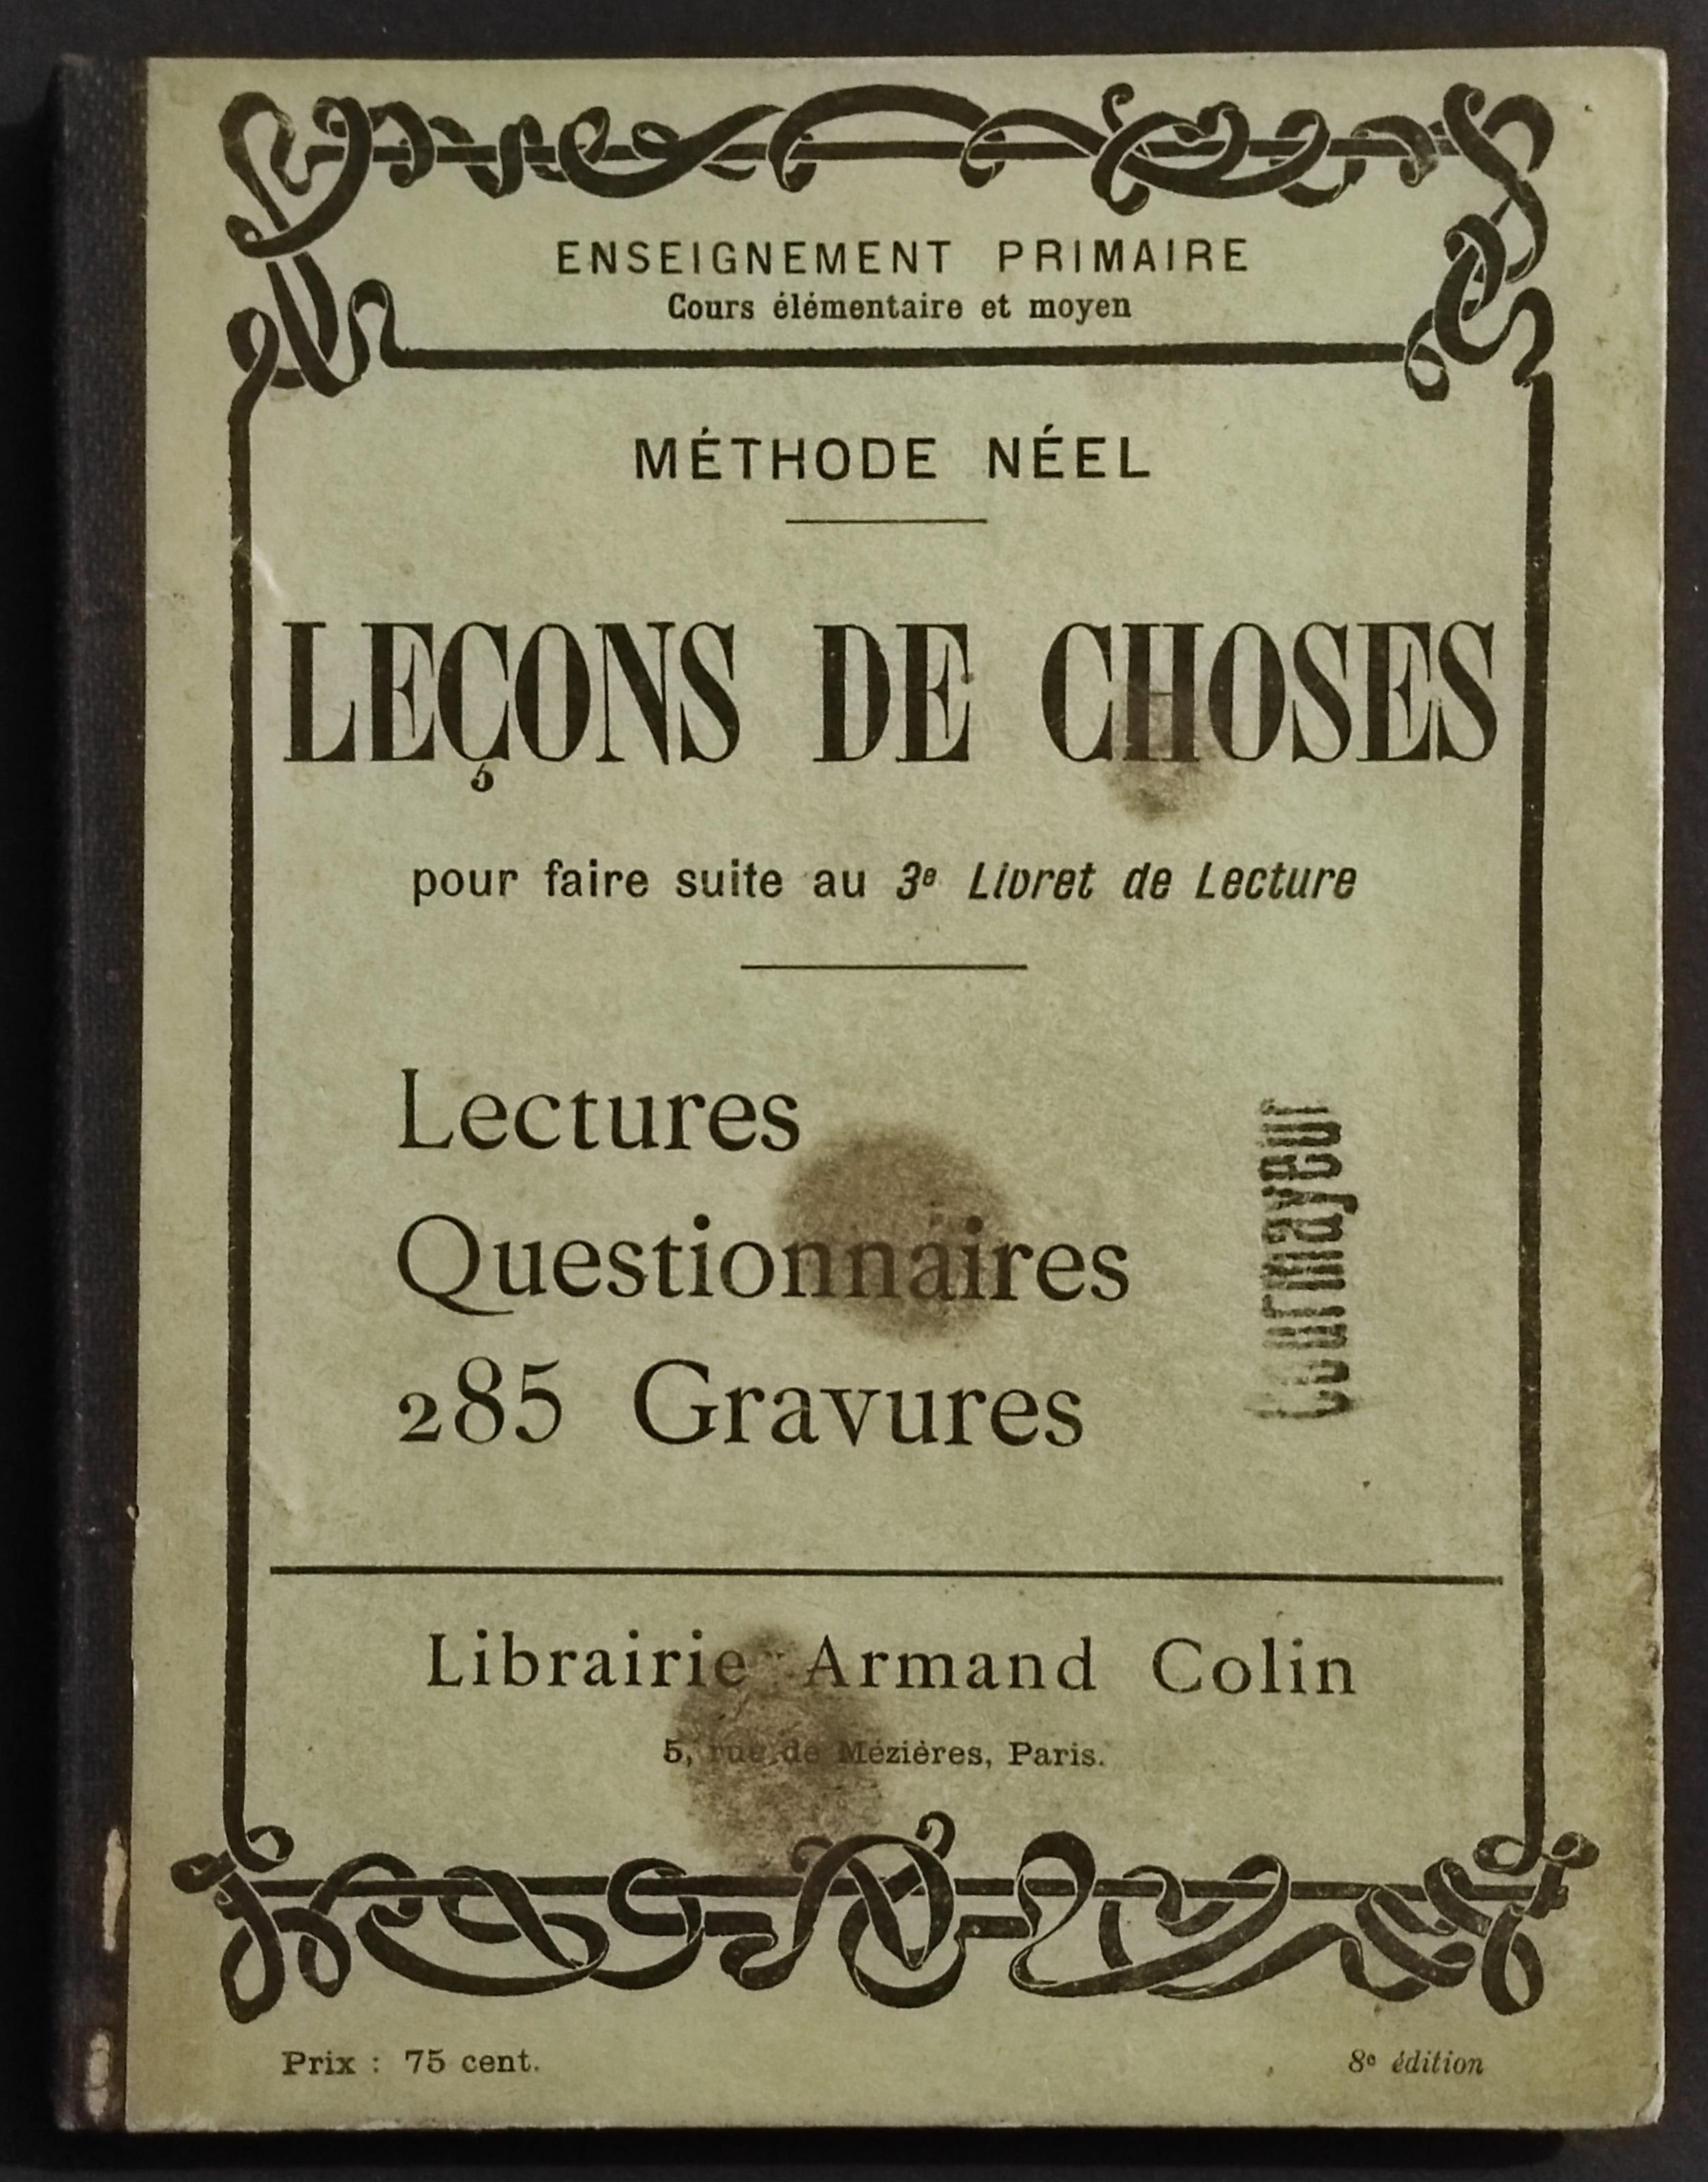 ENSEIGNEMENT PRIMAIRE
Cours élémentaire et moyen
MÉTHODE NÉEL
LEÇONS DE CHOSES
pour faire suite au 3e Livret de Lecture
Lectures
Questionnaires
285 Gravures
Courmayeur
Librairie Armand Colin
5, rue de Mézières, Paris.
Prix : 75 cent.
8e édition